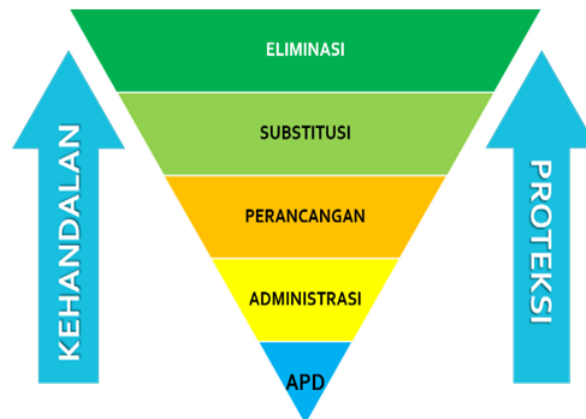 ELIMINASI
SUBSTITUSI
PERANCANGAN
ADMINISTRASI
APD
KEHANDALAN
PROTEKSI